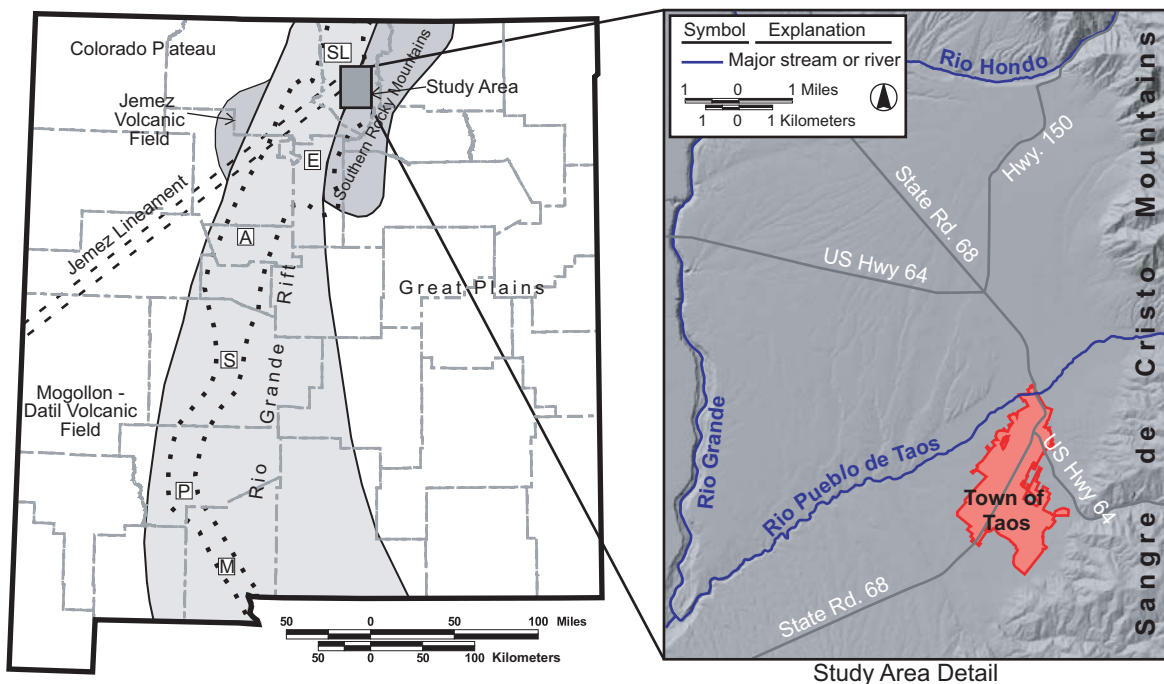 Colorado Plateau
SL
Jemez
Volcanic
Field
Study Area
Southern Rocky Mountains
E
Jemez Lineament
A
Great Plains
S
Rio Grande Rift
Mogollon -
Datil Volcanic
Field
P
M
50 0 50 100 Miles
50 0 50 100 Kilometers
Symbol Explanation
Major stream or river
1 0 1 Miles
1 0 1 Kilometers
Rio Hondo
Hwy. 150
State Rd. 68
US Hwy 64
Sangre de Cristo Mountains
Rio Grande
Rio Pueblo de Taos
US Hwy 64
Town of
Taos
State Rd. 68
Study Area Detail